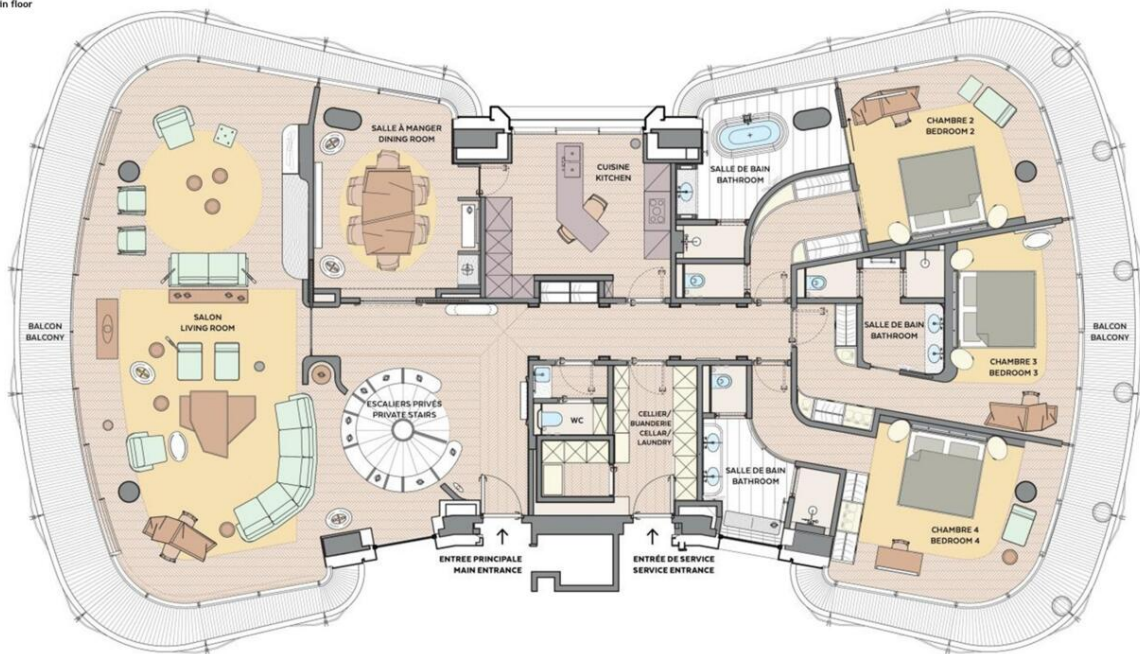 in floor
SALLE À MANGER
DINING ROOM
CUISINE
KITCHEN
SALLE DE BAIN
BATHROOM
CHAMBRE 2
BEDROOM 2
SALON
LIVING ROOM
BALCON
BALCONY
SALLE DE BAIN
BATHROOM
BALCON
BALCONY
CHAMBRE 3
BEDROOM 3
ESCALIERS PRIVÉS
PRIVATE STAIRS
WC
CELLIER/
BUANDERIE
CELLAR/
LAUNDRY
SALLE DE BAIN
BATHROOM
CHAMBRE 4
BEDROOM 4
ENTREE PRINCIPALE
MAIN ENTRANCE
ENTRÉE DE SERVICE
SERVICE ENTRANCE